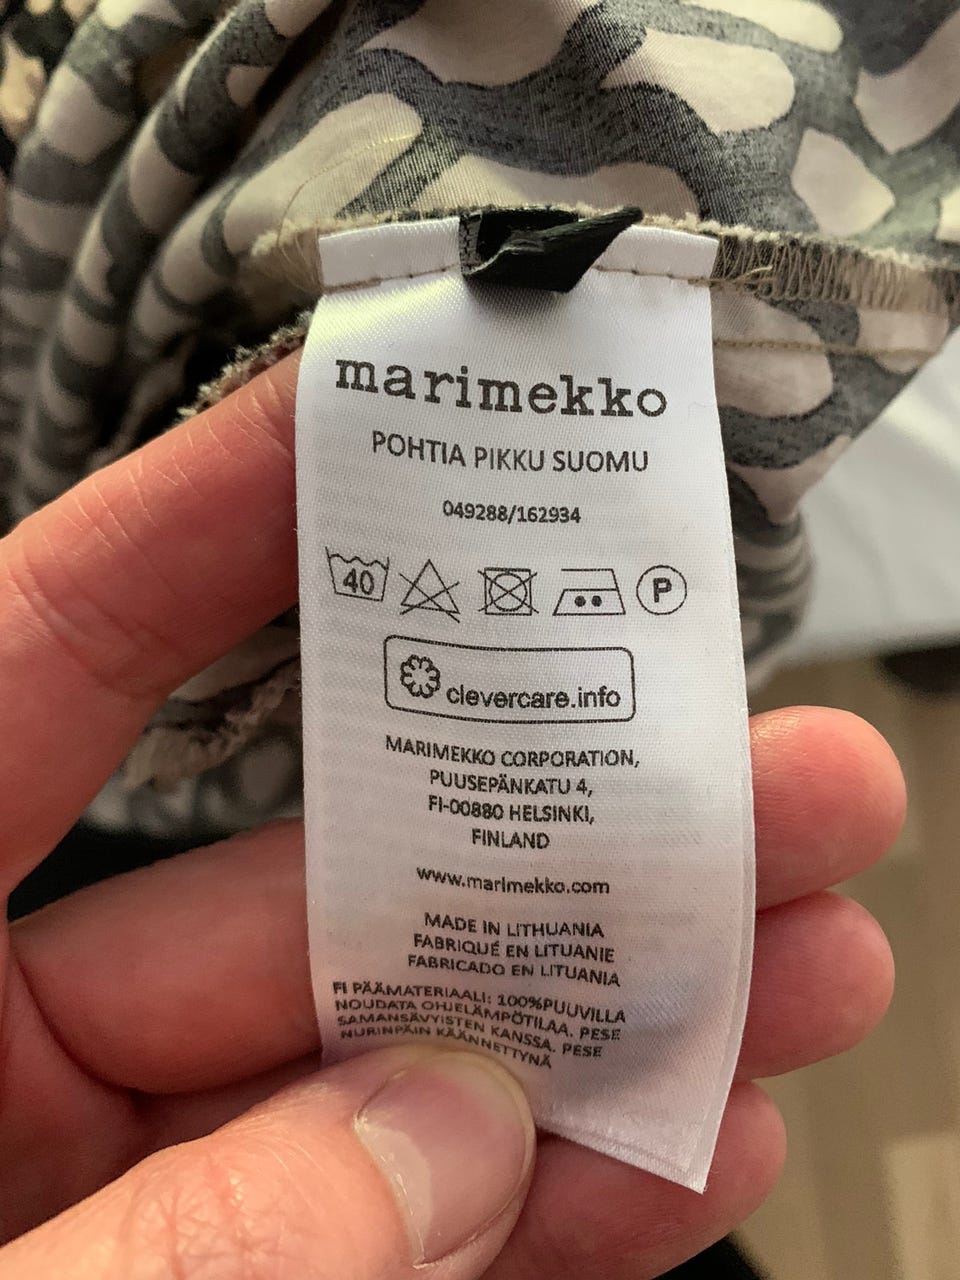 marimekko
POHTIA PIKKU SUOMU
049288/162934
40 P
clevercare.info
MARIMEKKO CORPORATION,
PUUSEPÄNKATU 4,
FI-00880 HELSINKI,
FINLAND
www.marimekko.com
MADE IN LITHUANIA
FABRIQUÉ EN LITUANIE
FABRICADO EN LITUANIA
FI PÄÄMATERIAALI: 100%PUUVILLA
NOUDATA OHJELÄMPÖTILAA. PESE
SAMANSÄVYISTEN KANSSA. PESE
NURINPÄIN KÄÄNNETTYNÄ